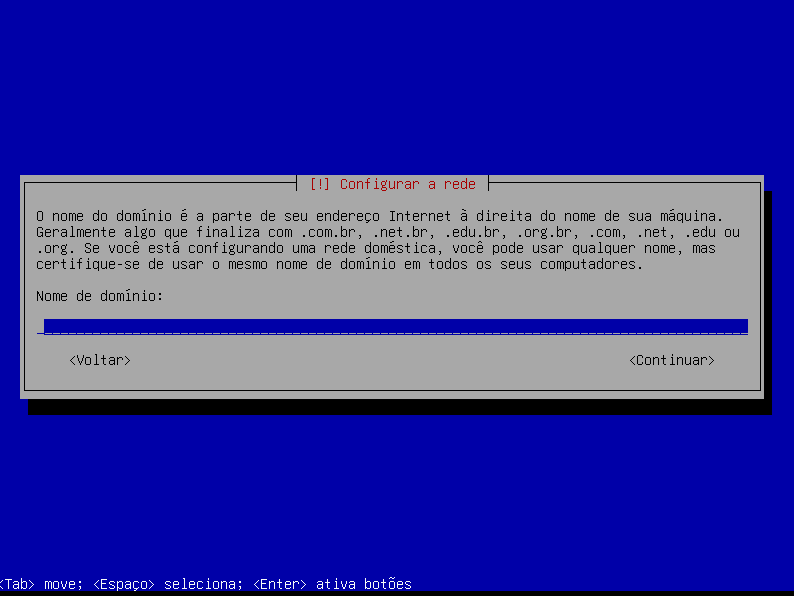 [!] Configurar a rede
O nome do domínio é a parte de seu endereço Internet à direita do nome de sua máquina.
Geralmente algo que finaliza com .com.br, .net.br, .edu.br, .org.br, .com, .net, .edu ou
.org. Se você está configurando uma rede doméstica, você pode usar qualquer nome, mas
certifique-se de usar o mesmo nome de domínio em todos os seus computadores.
Nome de domínio:
<Voltar> <Continuar>
<Tab> move; <Espaço> seleciona; <Enter> ativa botões